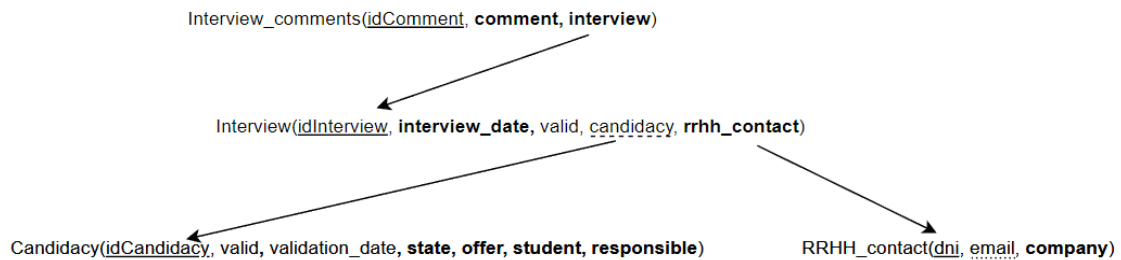 Interview_comments(idComment, comment, interview)
Interview(idInterview, interview_date, valid, candidacy, rrhh_contact)
Candidacy(idCandidacy, valid, validation_date, state, offer, student, responsible)
RRHH_contact(dni, email, company)